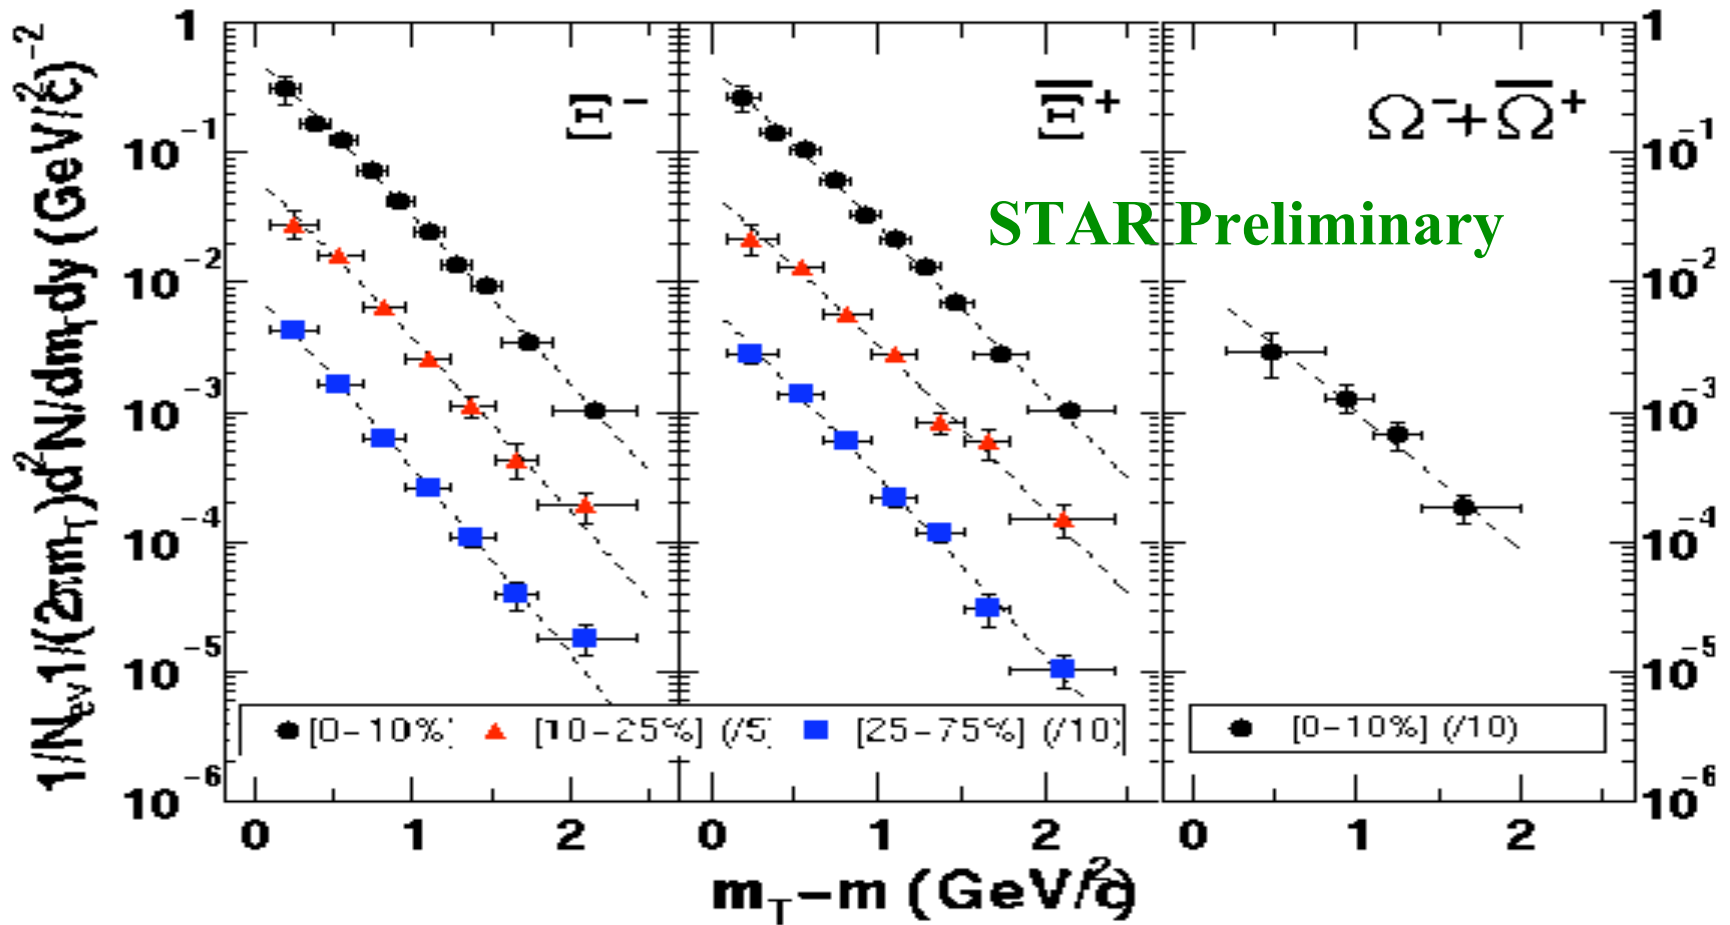 1/N_ev 1/(2πm_T) d²N/dm_T dy (GeV/c²)⁻²
1
10⁻¹
10⁻²
10⁻³
10⁻⁴
10⁻⁵
10⁻⁶
Ξ⁻
Ξ̅⁺
Ω⁻+Ω̅⁺
STAR Preliminary
1
10⁻¹
10⁻²
10⁻³
10⁻⁴
10⁻⁵
10⁻⁶
[0-10%] [10-25%] (/5) [25-75%] (/10) [0-10%] (/10)
0 1 2 0 1 2 0 1 2
m_T-m (GeV/c²)